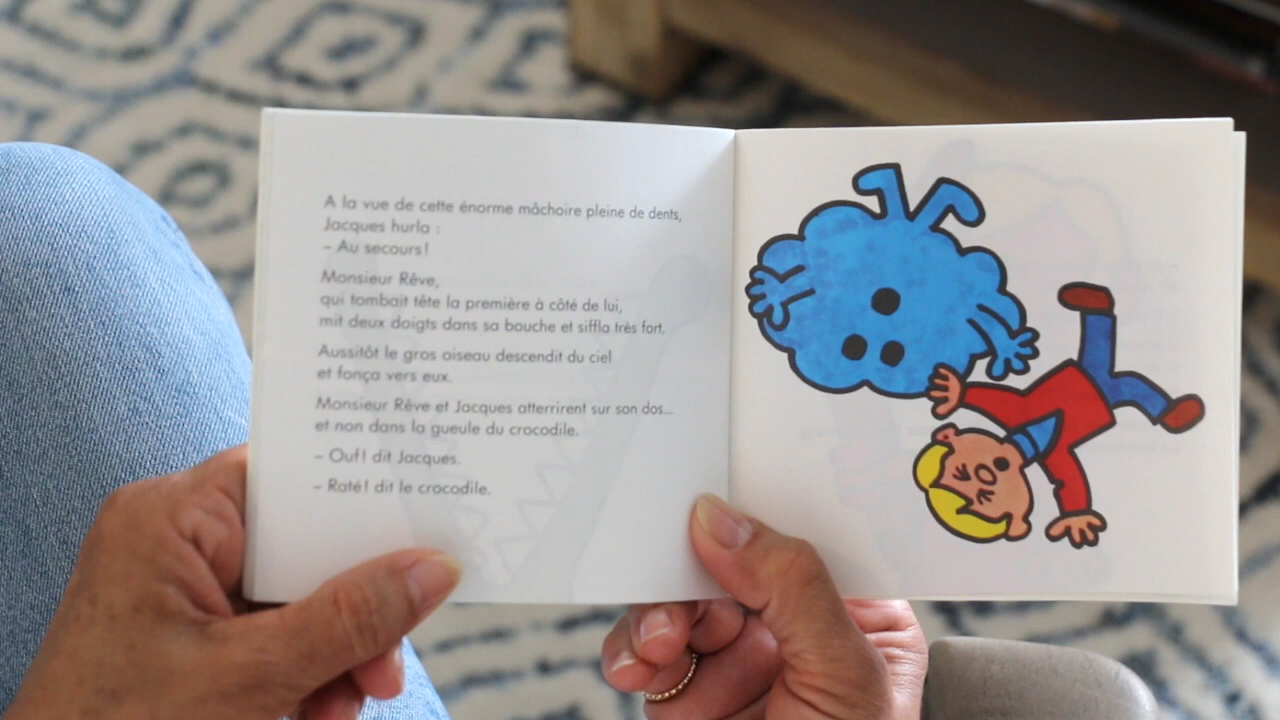 A la vue de cette énorme mâchoire pleine de dents,
Jacques hurla :
– Au secours !
Monsieur Rêve,
qui tombait tête la première à côté de lui,
mit deux doigts dans sa bouche et siffla très fort.
Aussitôt le gros oiseau descendit du ciel
et fonça vers eux.
Monsieur Rêve et Jacques atterrirent sur son dos...
et non dans la gueule du crocodile.
– Ouf ! dit Jacques.
– Raté ! dit le crocodile.